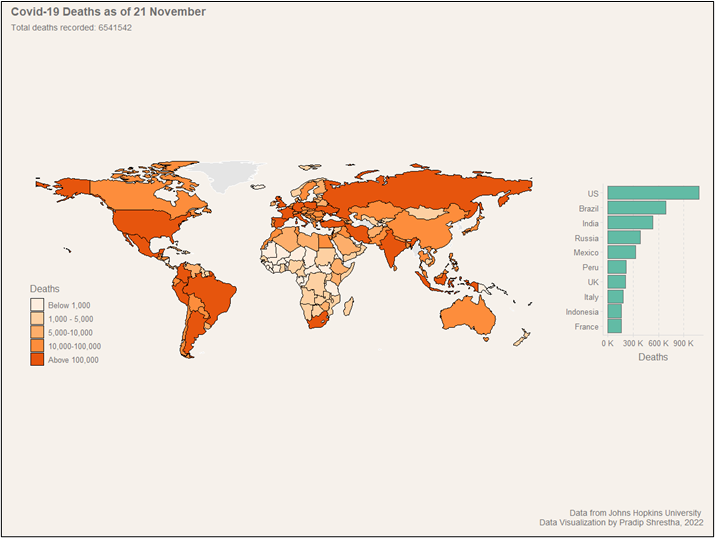 Covid-19 Deaths as of 21 November
Total deaths recorded: 6541542
US
Brazil
India
Russia
Mexico
Peru
UK
Italy
Indonesia
France
0 K 300 K 600 K 900 K
Deaths
Deaths
Below 1,000
1,000 - 5,000
5,000-10,000
10,000-100,000
Above 100,000
Data from Johns Hopkins University
Data Visualization by Pradip Shrestha, 2022